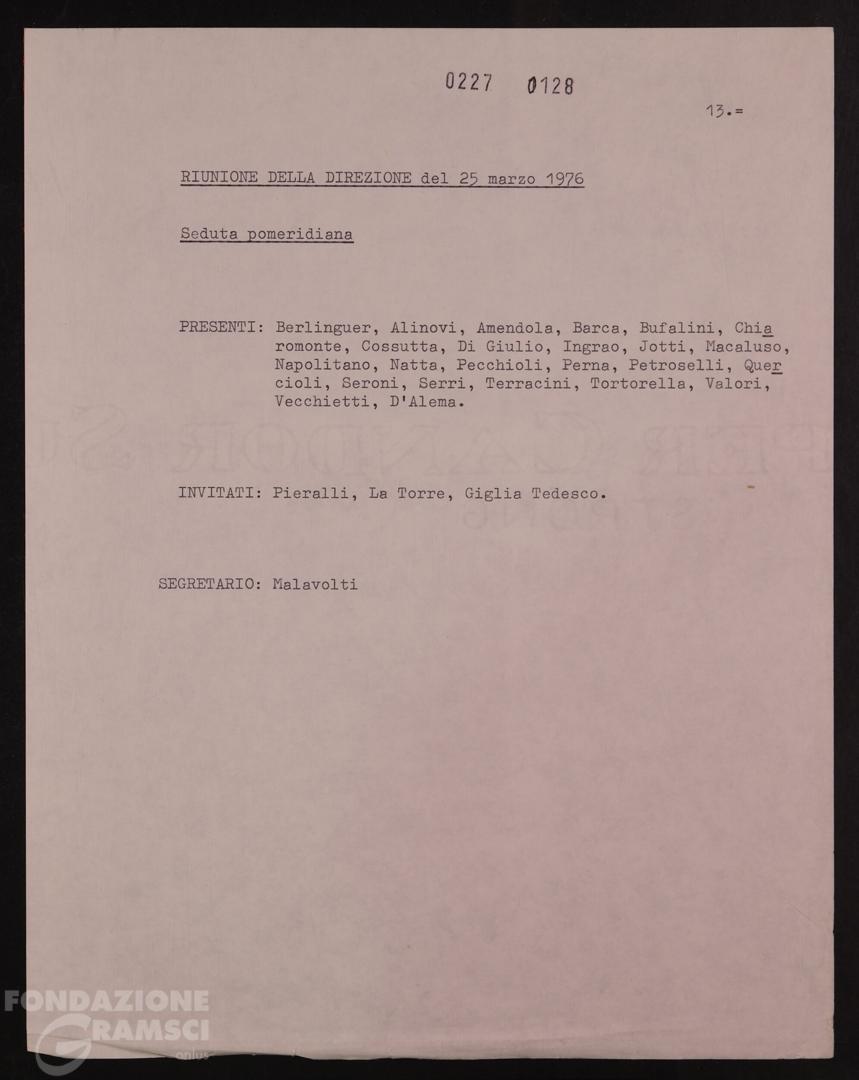 0227 0128
13.=
RIUNIONE DELLA DIREZIONE del 25 marzo 1976
Seduta pomeridiana
PRESENTI: Berlinguer, Alinovi, Amendola, Barca, Bufalini, Chia
romonte, Cossutta, Di Giulio, Ingrao, Jotti, Macaluso,
Napolitano, Natta, Pecchioli, Perna, Petroselli, Quer
cioli, Seroni, Serri, Terracini, Tortorella, Valori,
Vecchietti, D'Alema.
INVITATI: Pieralli, La Torre, Giglia Tedesco.
SEGRETARIO: Malavolti
FONDAZIONE
GRAMSCI
onlus